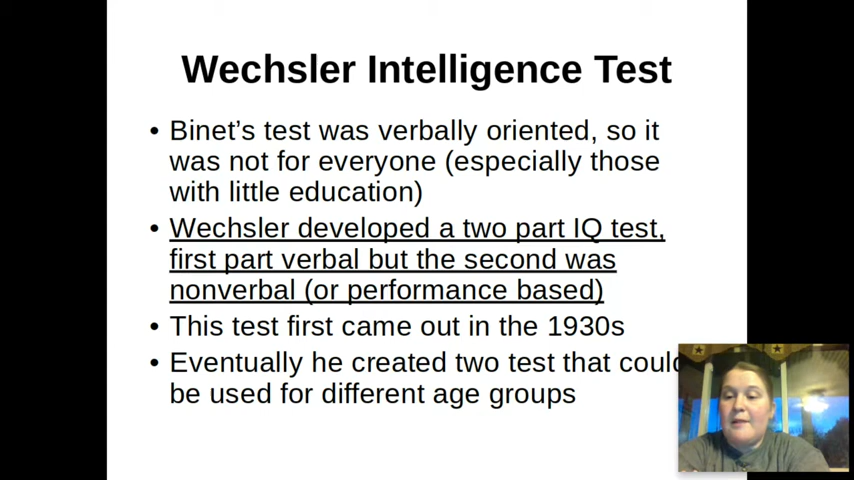 Wechsler Intelligence Test
• Binet's test was verbally oriented, so it
was not for everyone (especially those
with little education)
• Wechsler developed a two part IQ test,
first part verbal but the second was
nonverbal (or performance based)
• This test first came out in the 1930s
• Eventually he created two test that could
be used for different age groups